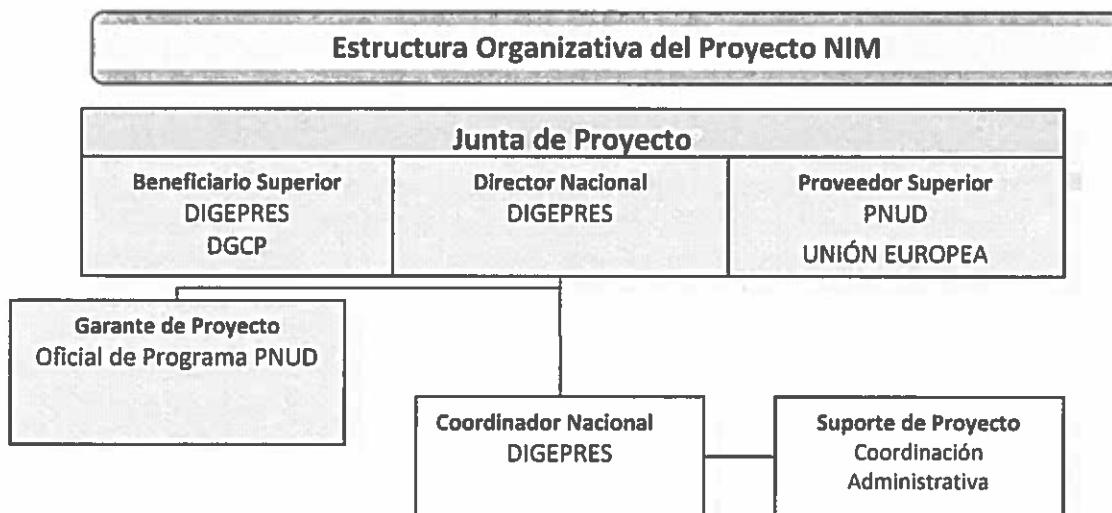 Estructura Organizativa del Proyecto NIM
Junta de Proyecto
Beneficiario Superior
DIGEPRES
DGCP
Director Nacional
DIGEPRES
Proveedor Superior
PNUD
UNIÓN EUROPEA
Garante de Proyecto
Oficial de Programa PNUD
Coordinador Nacional
DIGEPRES
Suporte de Proyecto
Coordinación
Administrativa